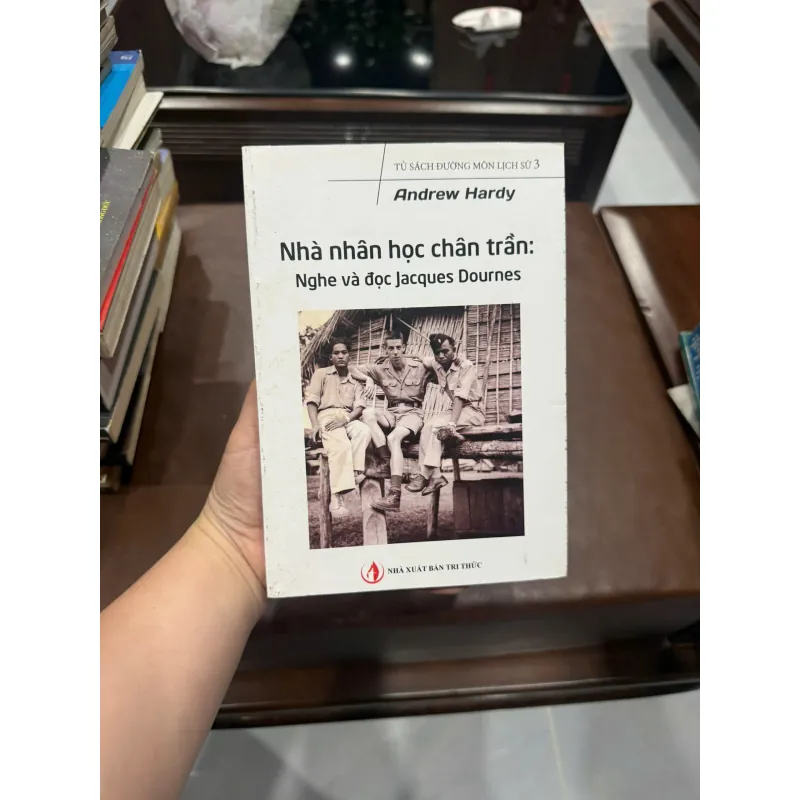 TỦ SÁCH ĐƯỜNG MÒN LỊCH SỬ 3
Andrew Hardy
Nhà nhân học chân trần:
Nghe và đọc Jacques Dournes
NHÀ XUẤT BẢN TRI THỨC